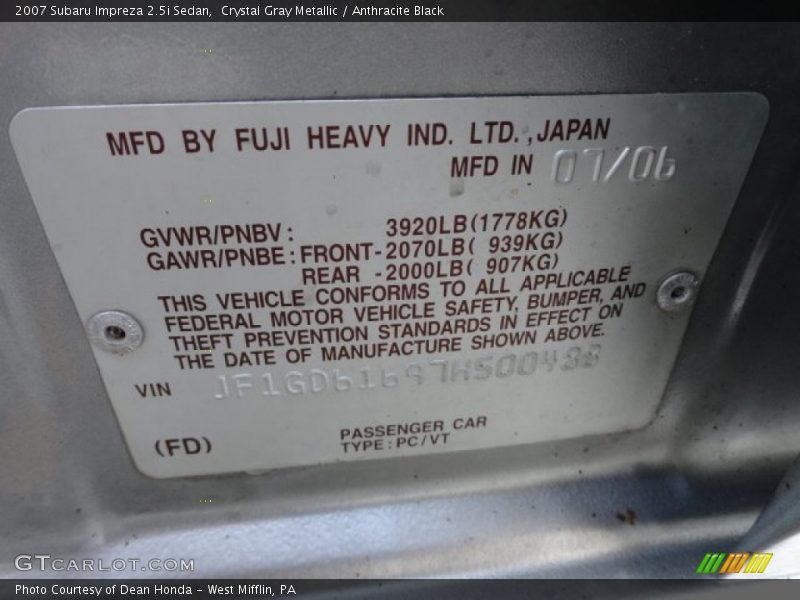 2007 Subaru Impreza 2.5i Sedan,  Crystal Gray Metallic / Anthracite Black
MFD BY FUJI HEAVY IND. LTD.,JAPAN
MFD IN 07/06
GVWR/PNBV: 3920LB(1778KG)
GAWR/PNBE:FRONT-2070LB( 939KG)
REAR -2000LB( 907KG)
THIS VEHICLE CONFORMS TO ALL APPLICABLE
FEDERAL MOTOR VEHICLE SAFETY, BUMPER, AND
THEFT PREVENTION STANDARDS IN EFFECT ON
THE DATE OF MANUFACTURE SHOWN ABOVE.
VIN
(FD)
PASSENGER CAR
TYPE:PC/VT
GTCARLOT.COM
Photo Courtesy of Dean Honda – West Mifflin, PA